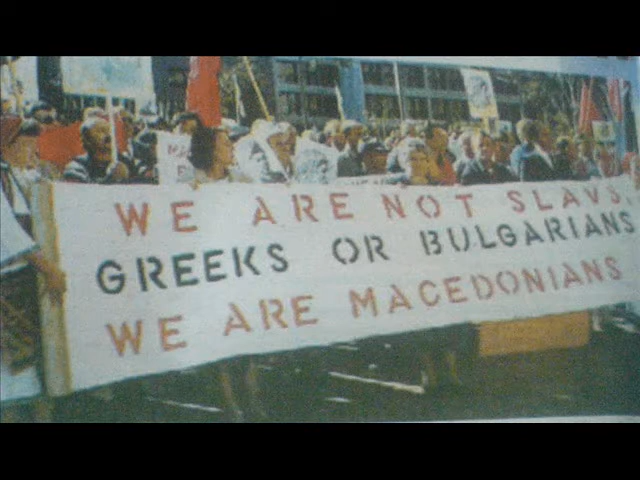 WE ARE NOT SLAVS,
GREEKS OR BULGARIANS
WE ARE MACEDONIANS